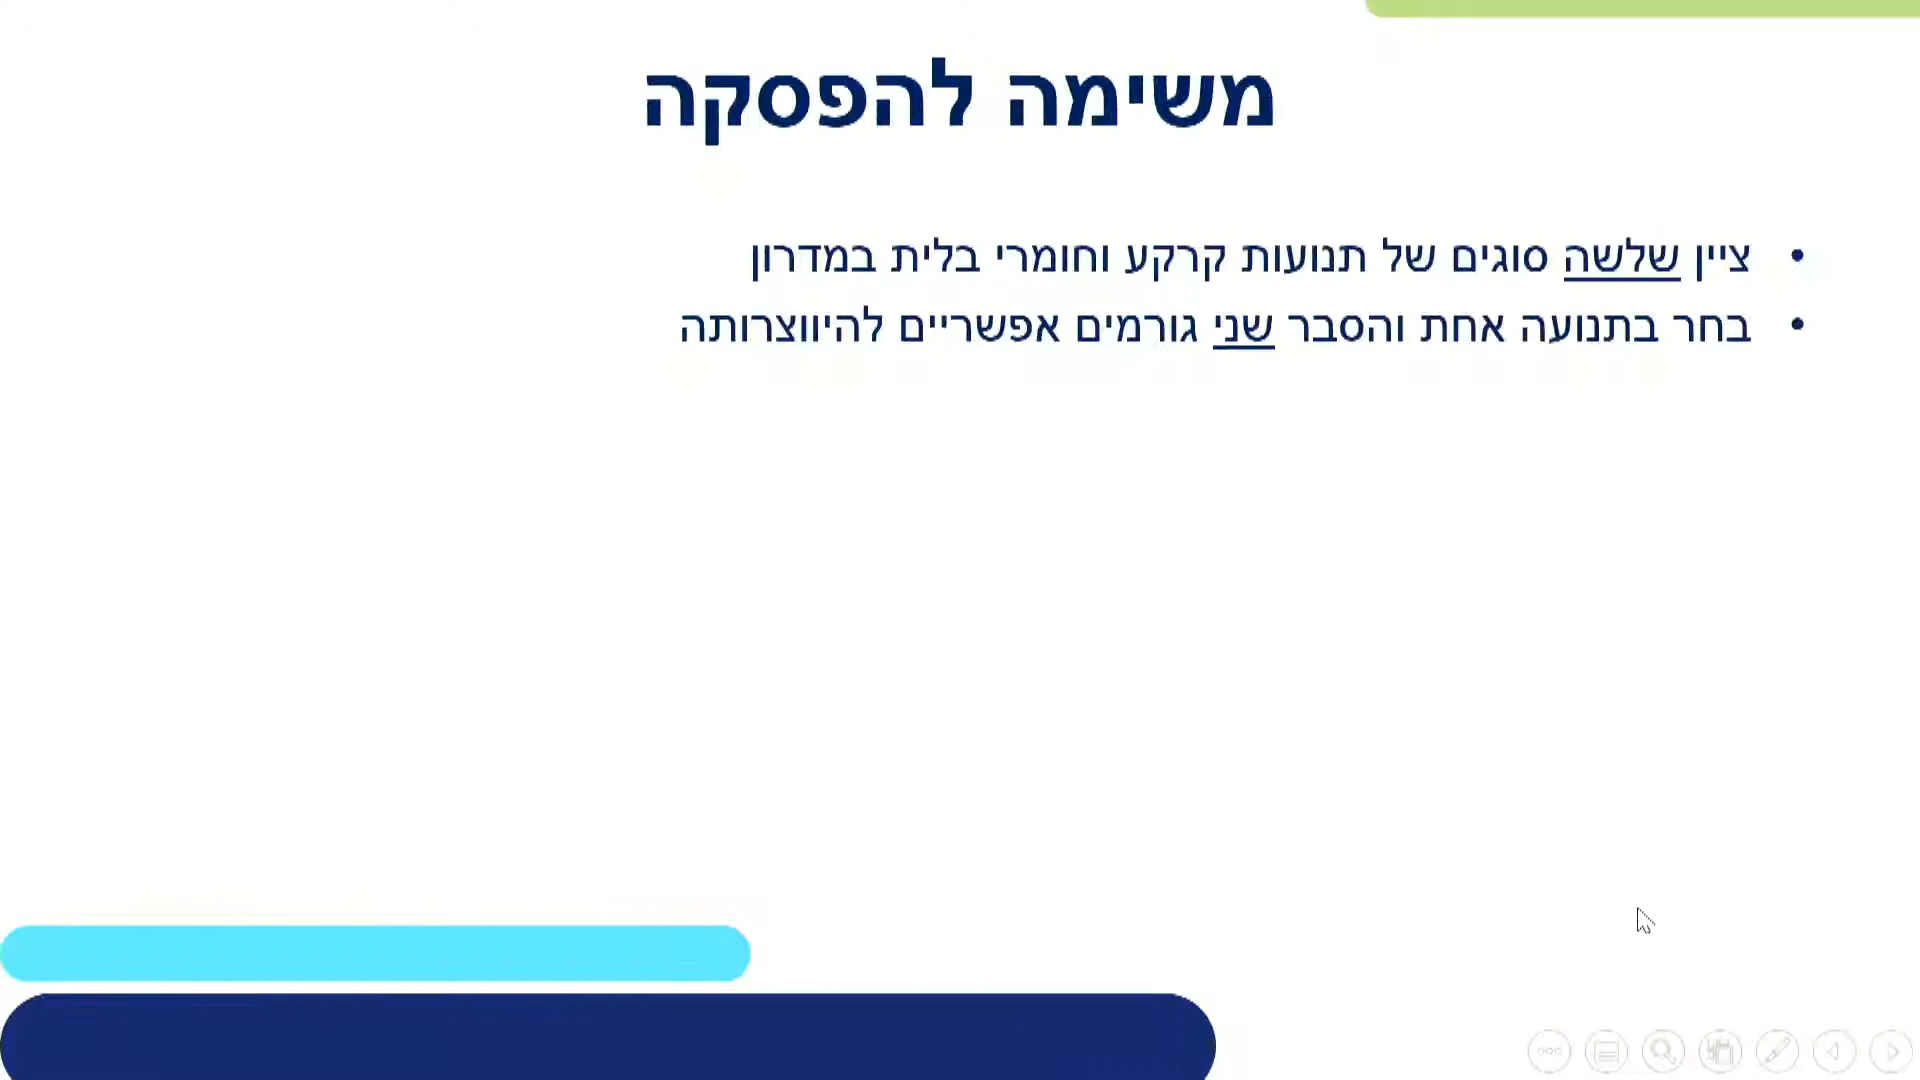 משימה להפסקה
• ציין שלשה סוגים של תנועות קרקע וחומרי בלית במדרון
• בחר בתנועה אחת והסבר שני גורמים אפשריים להיווצרותה